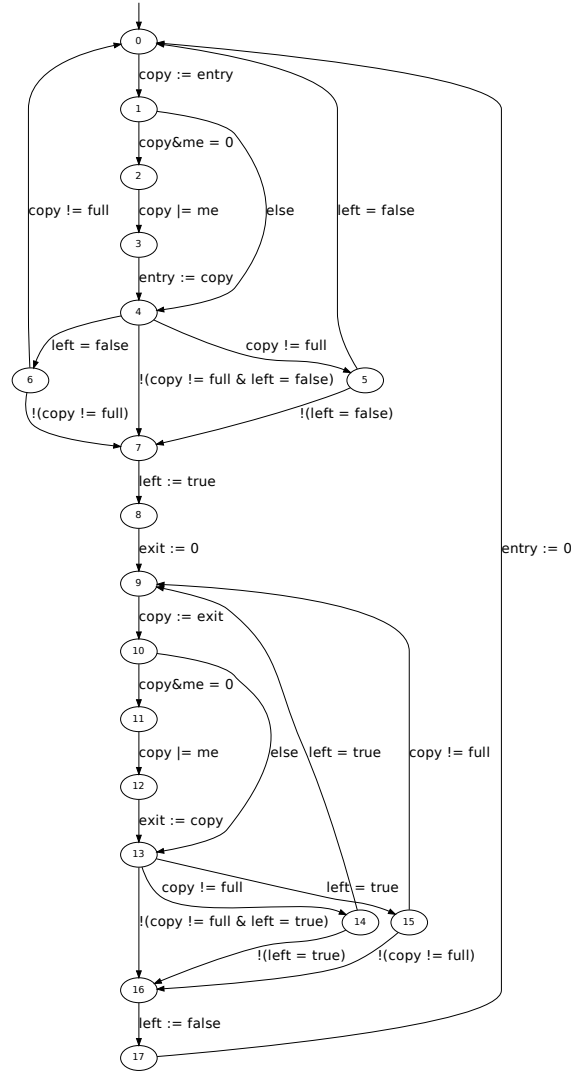 0
copy := entry
1
copy&me = 0
2
copy != full
copy |= me
else
left = false
3
entry := copy
4
left = false
copy != full
6
!(copy != full & left = false)
5
!(copy != full)
!(left = false)
7
left := true
8
exit := 0
entry := 0
9
copy := exit
10
copy&me = 0
11
copy |= me
else
left = true
copy != full
12
exit := copy
13
copy != full
left = true
!(copy != full & left = true)
14
15
!(left = true)
!(copy != full)
16
left := false
17